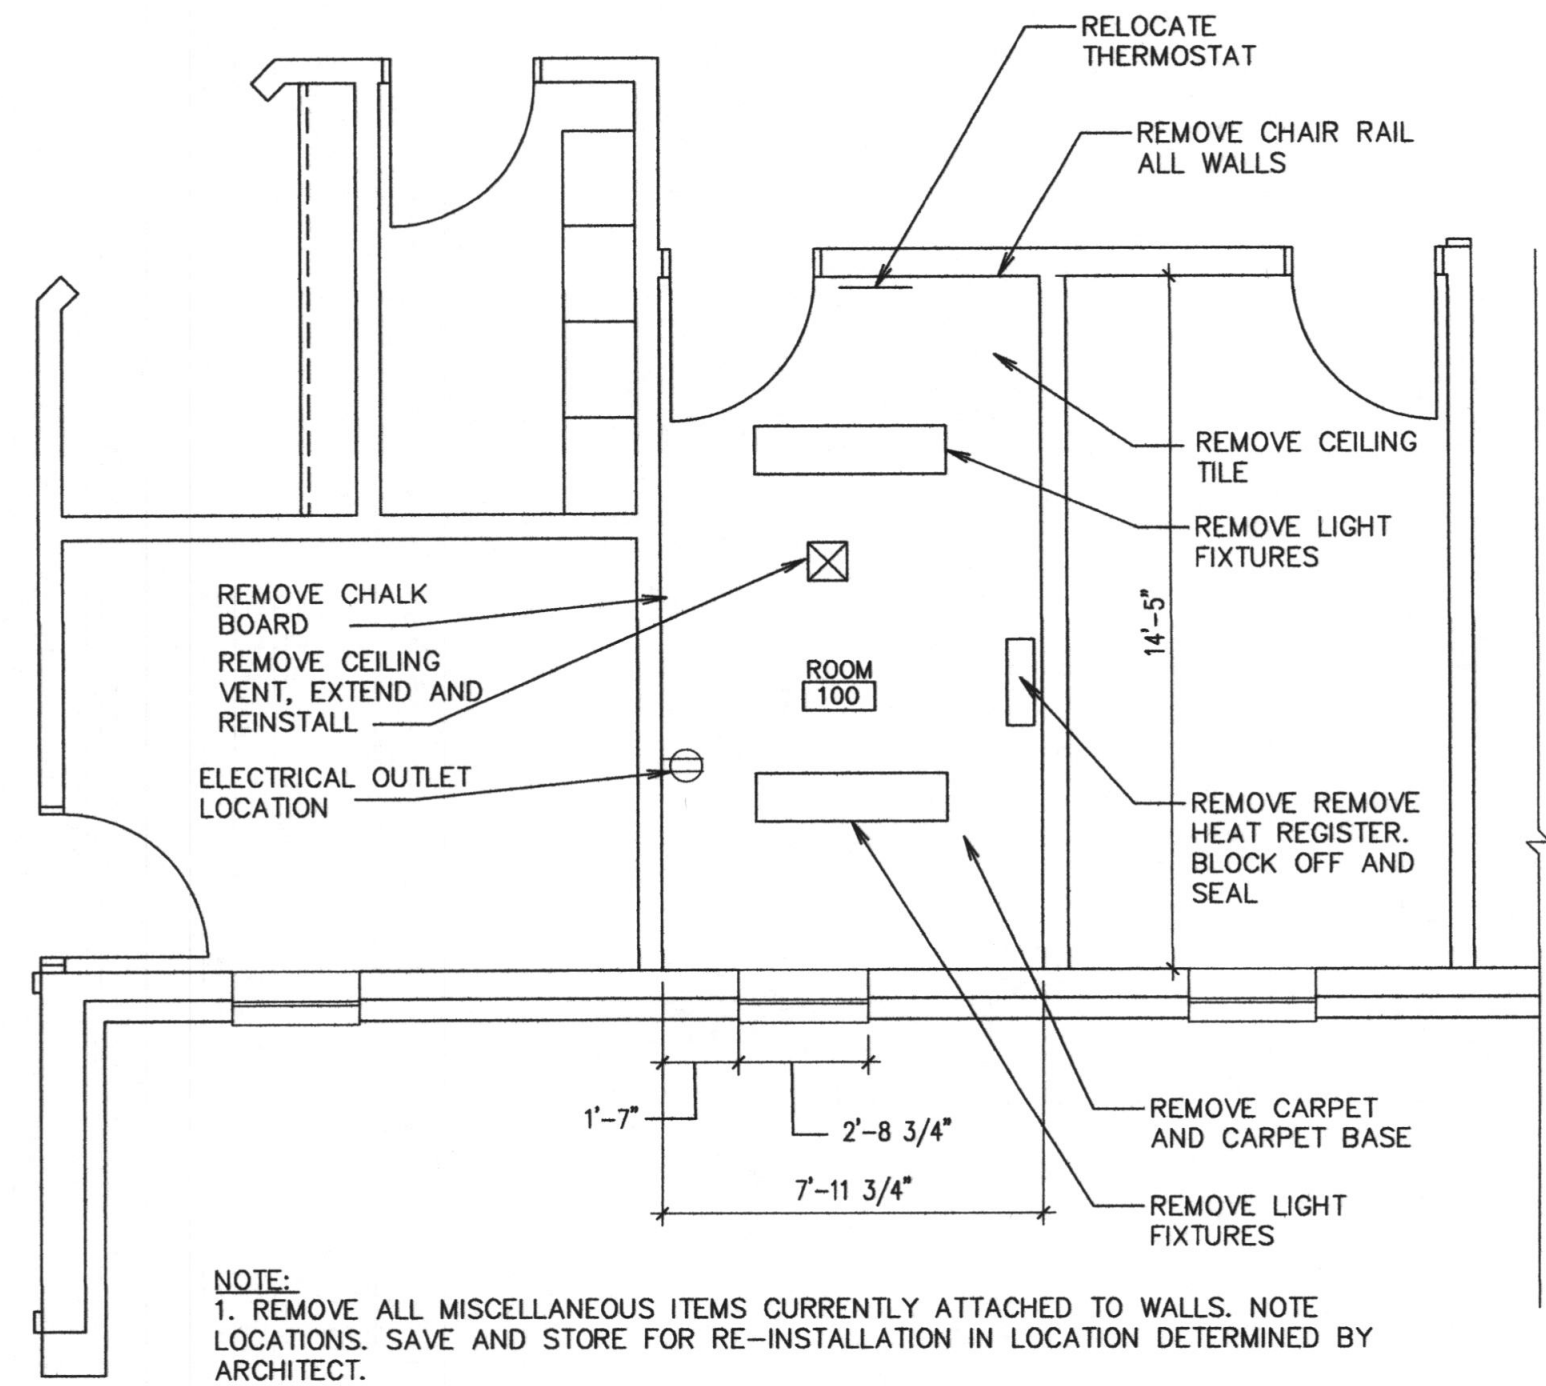 RELOCATE
THERMOSTAT
REMOVE CHAIR RAIL
ALL WALLS
REMOVE CEILING
TILE
REMOVE LIGHT
FIXTURES
14'-5"
REMOVE CHALK
BOARD
REMOVE CEILING
VENT, EXTEND AND
REINSTALL
ROOM
100
ELECTRICAL OUTLET
LOCATION
REMOVE REMOVE
HEAT REGISTER.
BLOCK OFF AND
SEAL
1'-7"
2'-8 3/4"
7'-11 3/4"
REMOVE CARPET
AND CARPET BASE
REMOVE LIGHT
FIXTURES
NOTE:
1. REMOVE ALL MISCELLANEOUS ITEMS CURRENTLY ATTACHED TO WALLS. NOTE
LOCATIONS. SAVE AND STORE FOR RE-INSTALLATION IN LOCATION DETERMINED BY
ARCHITECT.